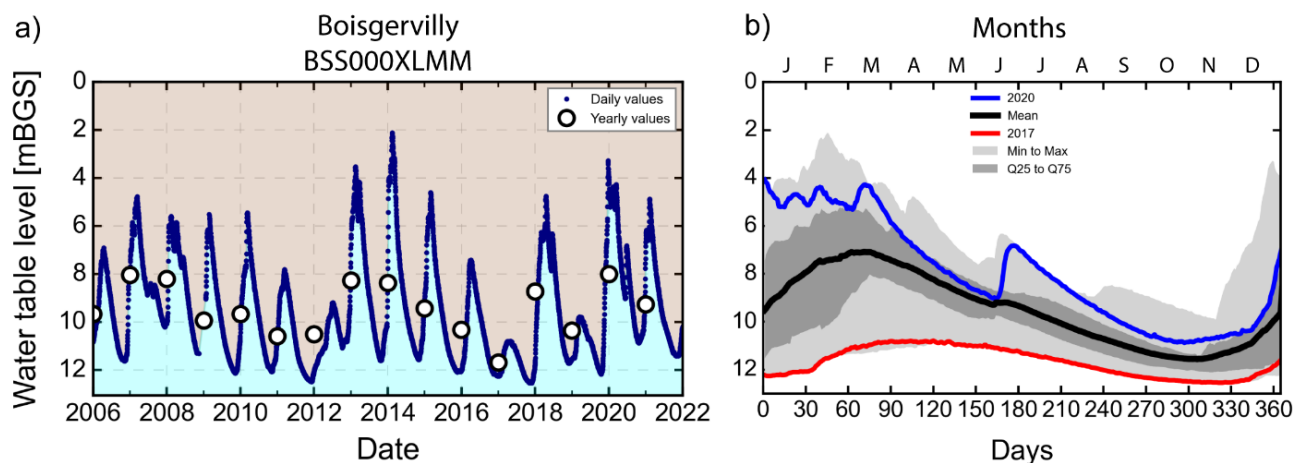 a)
Boisgervilly
BSS000XLMM
Water table level [mBGS]
0
2
4
6
8
10
12
Daily values
Yearly values
2006 2008 2010 2012 2014 2016 2018 2020 2022
Date
b)
Months
J F M A M J J A S O N D
0
2
4
6
8
10
12
2020
Mean
2017
Min to Max
Q25 to Q75
0 30 60 90 120 150 180 210 240 270 300 330 365
Days